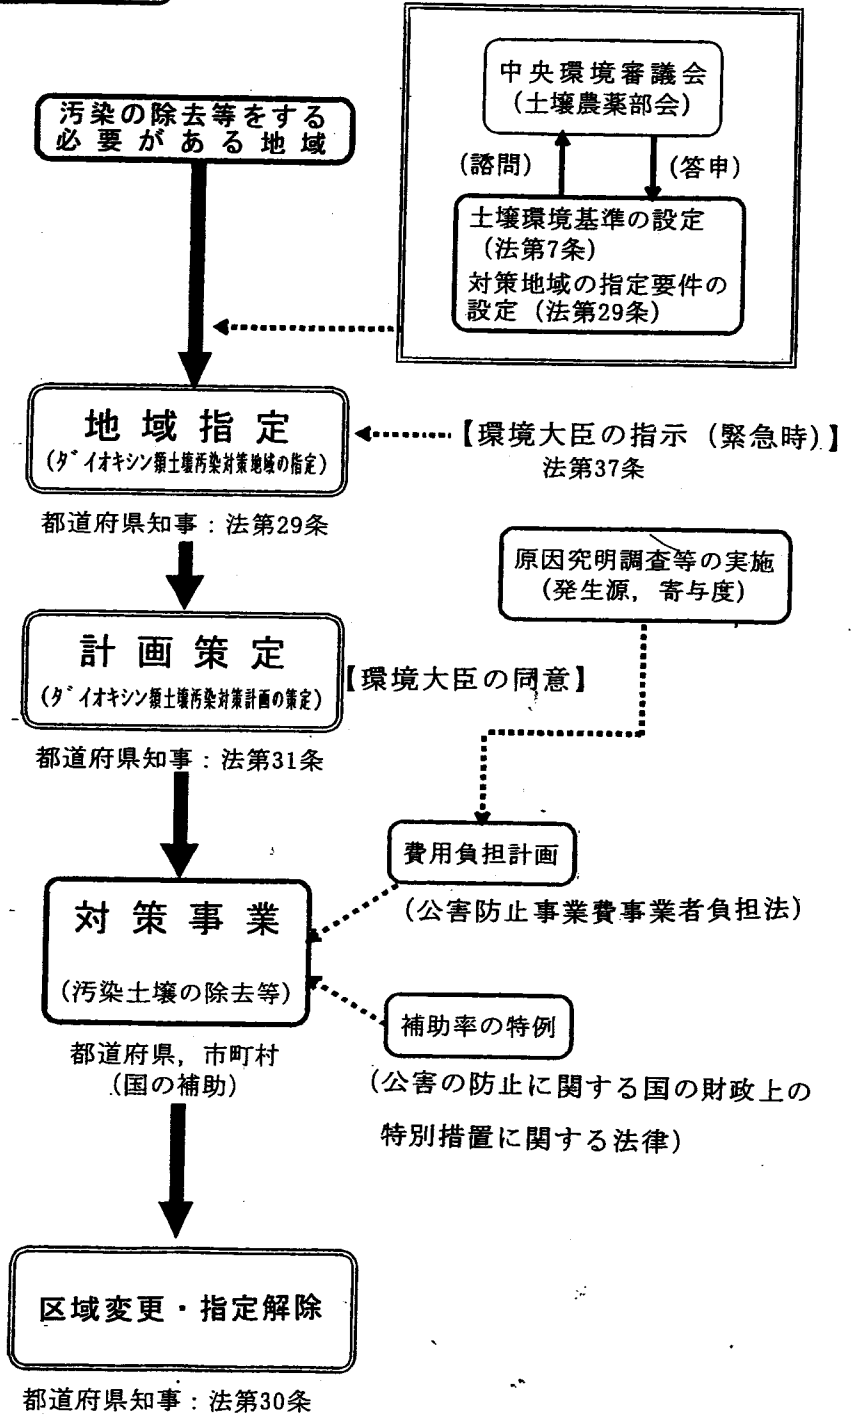 汚染の除去等をする
必要がある地域
中央環境審議会
(土壌農薬部会)
(諮問)
(答申)
土壌環境基準の設定
(法第7条)
対策地域の指定要件の
設定 (法第29条)
地域指定
(ダイオキシン類土壌汚染対策地域の指定)
【環境大臣の指示 (緊急時)】
法第37条
都道府県知事：法第29条
原因究明調査等の実施
(発生源, 寄与度)
計画策定
(ダイオキシン類土壌汚染対策計画の策定)
【環境大臣の同意】
都道府県知事：法第31条
費用負担計画
(公害防止事業費事業者負担法)
対策事業
(汚染土壌の除去等)
補助率の特例
(公害の防止に関する国の財政上の
特別措置に関する法律)
都道府県, 市町村
(国の補助)
区域変更・指定解除
都道府県知事：法第30条